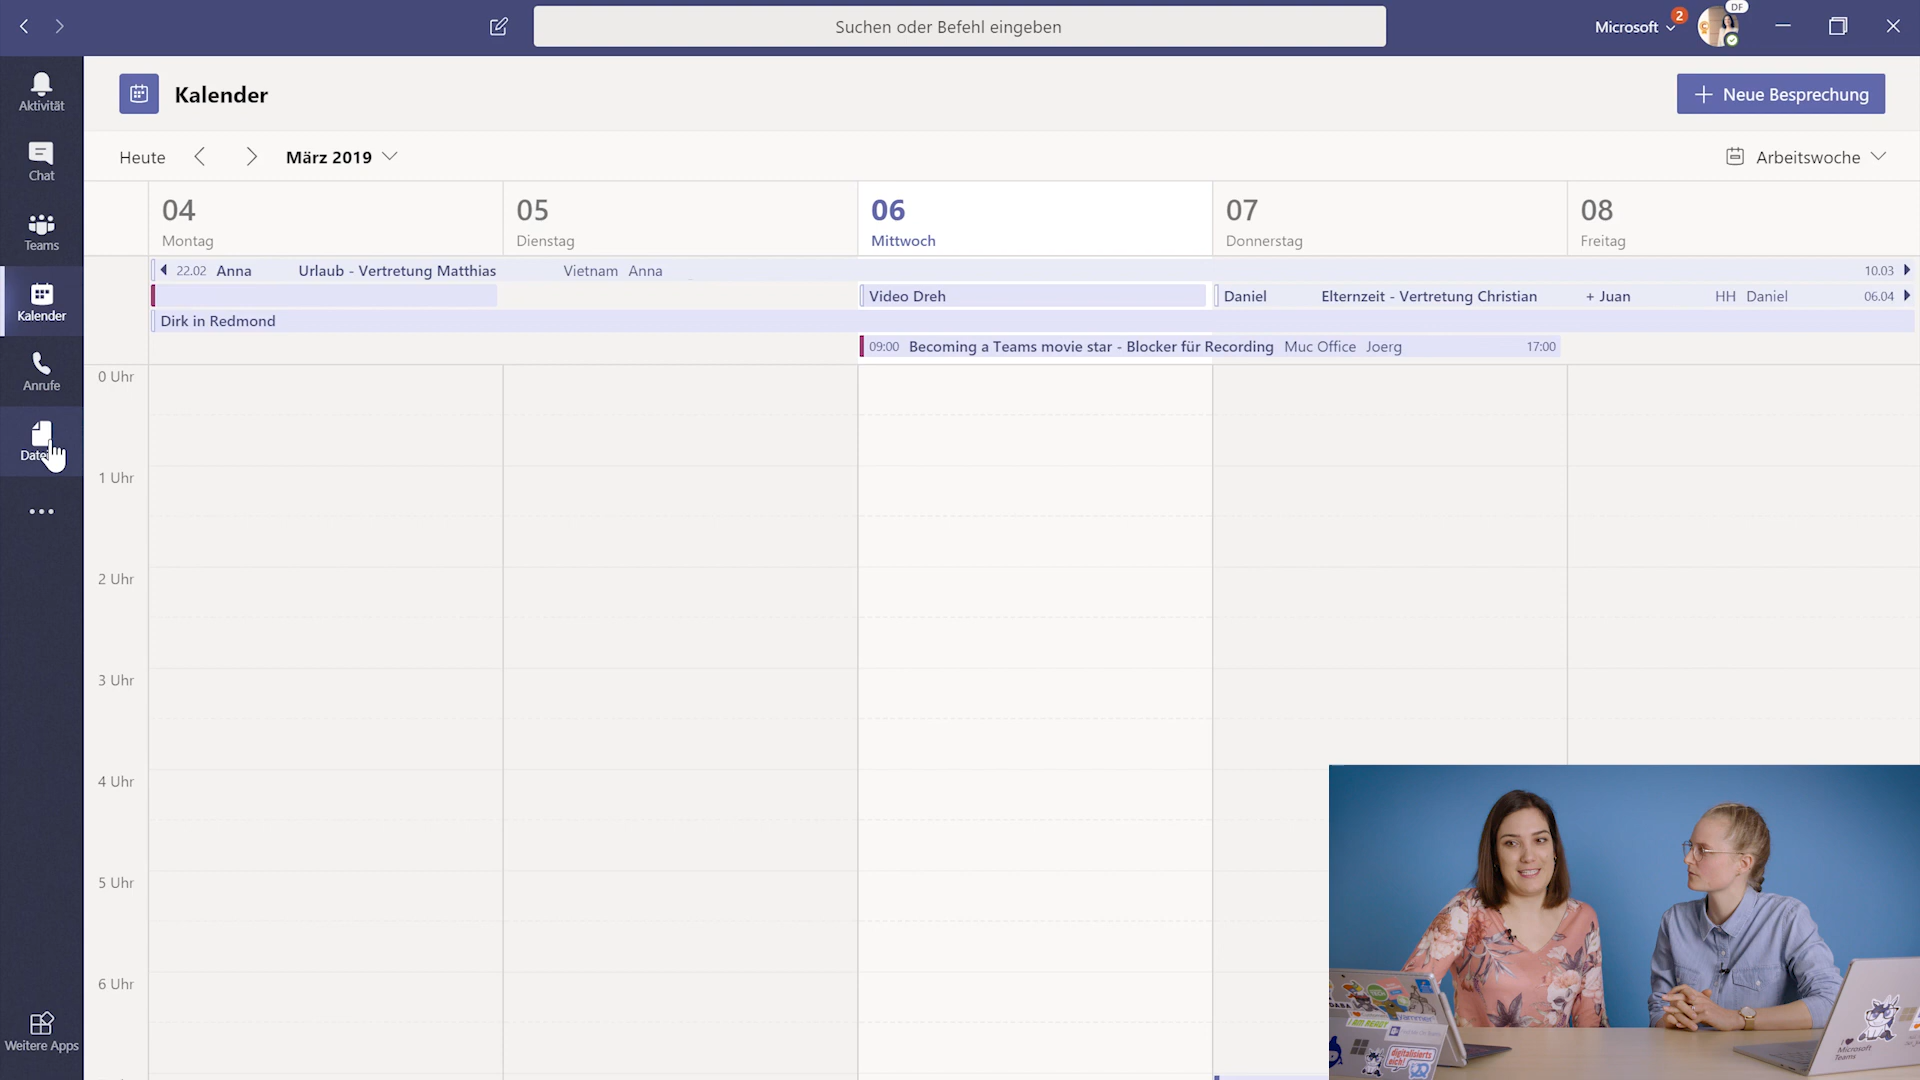 Suchen oder Befehl eingeben
Microsoft
2
DF
Aktivität
Chat
Teams
Kalender
Anrufe
Weitere Apps
Kalender
Neue Besprechung
Heute
März 2019
Arbeitswoche
04
Montag
05
Dienstag
06
Mittwoch
07
Donnerstag
08
Freitag
22.02 Anna Urlaub - Vertretung Matthias Vietnam Anna 10.03
Video Dreh
Daniel Elternzeit - Vertretung Christian + Juan HH Daniel 06.04
Dirk in Redmond
09:00 Becoming a Teams movie star - Blocker für Recording Muc Office Joerg 17:00
0 Uhr
1 Uhr
2 Uhr
3 Uhr
4 Uhr
5 Uhr
6 Uhr
digitalisierts
eich!
I
Microsoft
Teams